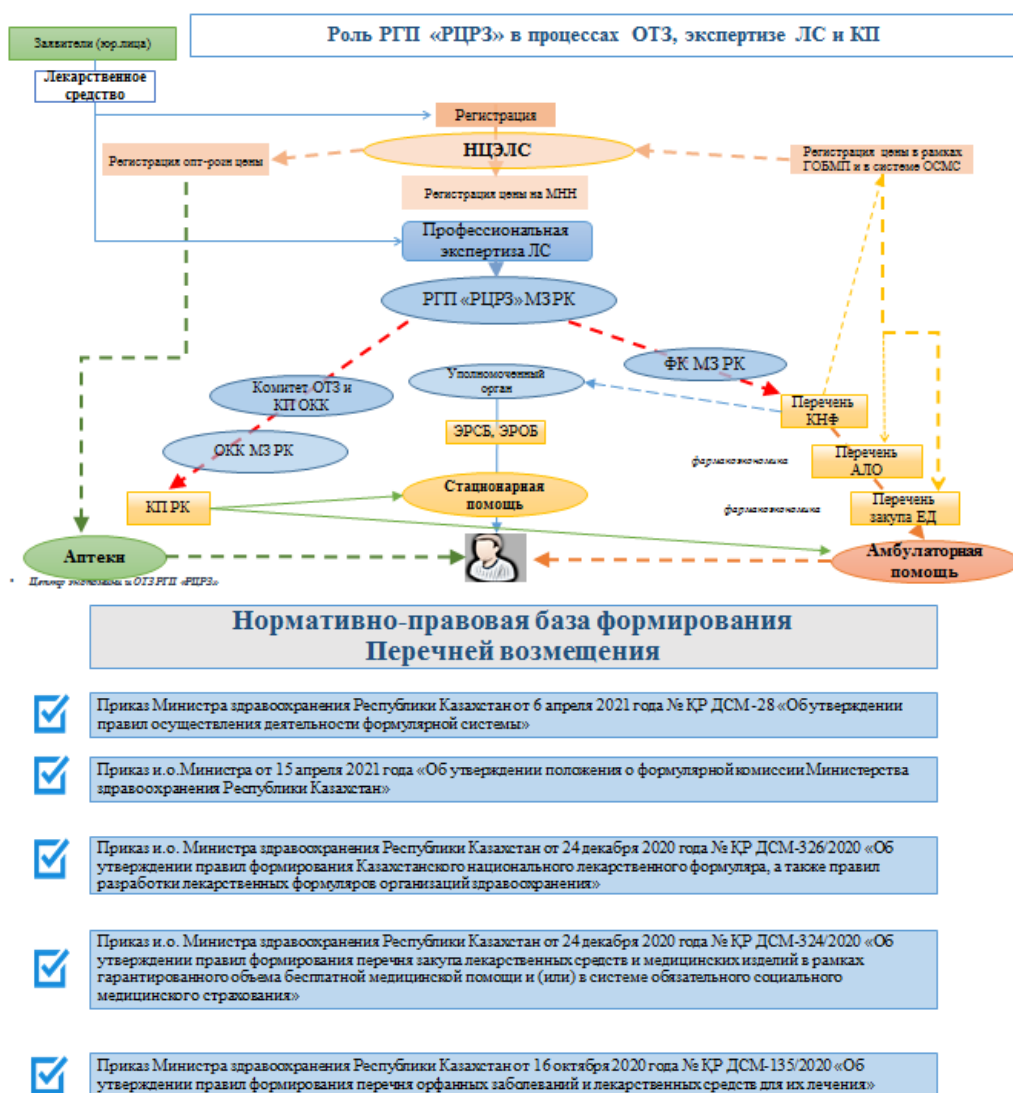 Роль РГП «РЦРЗ» в процессах ОТЗ, экспертизе ЛС и КП
Заявители (юр.лица)
Лекарственное
средство
Регистрация
НЦЭЛС
Регистрация опт-розн цены
Регистрация цены в рамках
ГОБМП и в системе ОСМС
Регистрация цены на МНН
Профессиональная
экспертиза ЛС
РГП «РЦРЗ» МЗ РК
ФК МЗ РК
Уполномоченный
орган
Комитет ОТЗ и
КП ОКК
Перечень
КНФ
ЭРСБ, ЭРОБ
ОКК МЗ РК
фармакоэкономика
Перечень
АЛО
Стационарная
помощь
КП РК
фармакоэкономика
Перечень
закупа ЕД
Аптеки
Амбулаторная
помощь
* Центр экономики и ОТЗ РГП «РЦРЗ»
Нормативно-правовая база формирования
Перечней возмещения
Приказ Министра здравоохранения Республики Казахстан от 6 апреля 2021 года № ҚР ДСМ -28 «Об утверждении
правил осуществления деятельности формулярной системы»
Приказ и.о.Министра от 15 апреля 2021 года «Об утверждении положения о формулярной комиссии Министерства
здравоохранения Республики Казахстан»
Приказ и.о. Министра здравоохранения Республики Казахстан от 24 декабря 2020 года № ҚР ДСМ-326/2020 «Об
утверждении правил формирования Казахстанского национального лекарственного формуляра, а также правил
разработки лекарственных формуляров организаций здравоохранения»
Приказ и.о. Министра здравоохранения Республики Казахстан от 24 декабря 2020 года № ҚР ДСМ-324/2020 «Об
утверждении правил формирования перечня закупа лекарственных средств и медицинских изделий в рамках
гарантированного объема бесплатной медицинской помощи и (или) в системе обязательного социального
медицинского страхования»
Приказ Министра здравоохранения Республики Казахстан от 16 октября 2020 года № ҚР ДСМ-135/2020 «Об
утверждении правил формирования перечня орфанных заболеваний и лекарственных средств для их лечения»